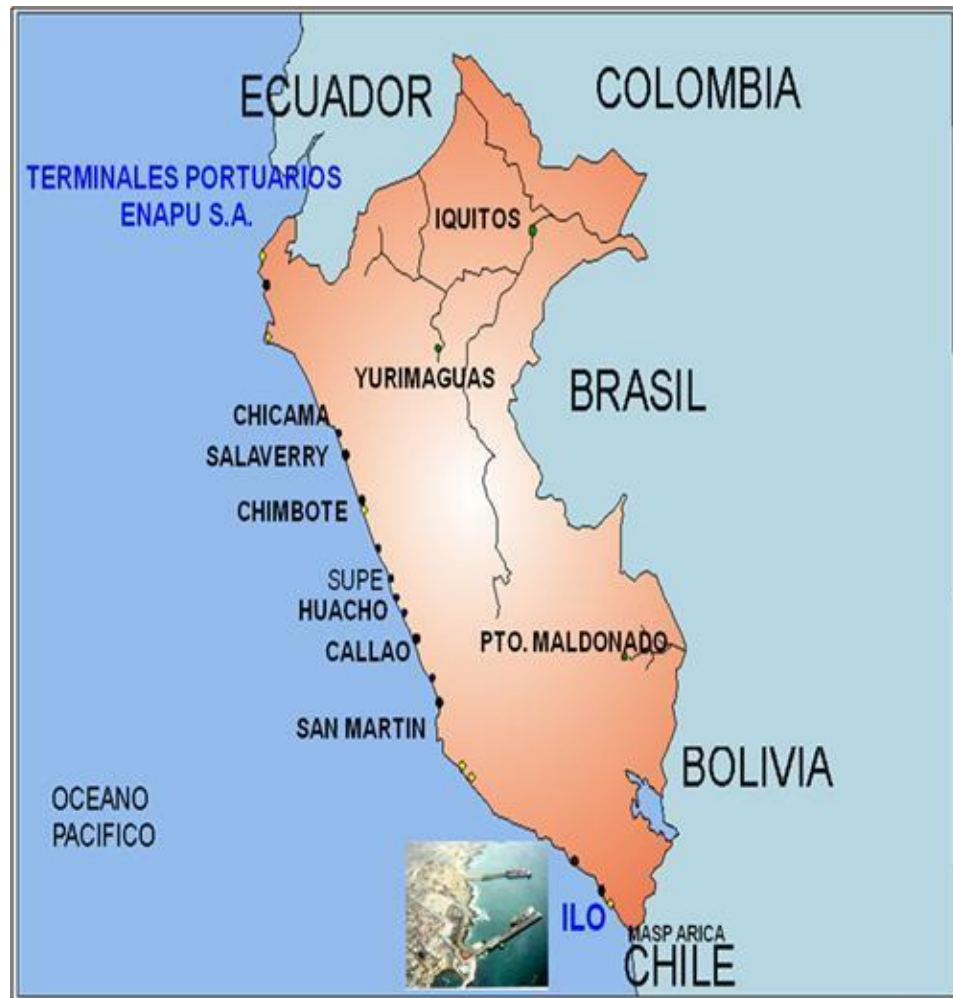 ECUADOR
COLOMBIA
TERMINALES PORTUARIOS
ENAPU S.A.
IQUITOS
YURIMAGUAS
BRASIL
CHICAMA
SALAVERRY
CHIMBOTE
SUPE
HUACHO
CALLAO
PTO. MALDONADO
SAN MARTIN
BOLIVIA
OCEANO
PACIFICO
ILO
MASP ARICA
CHILE